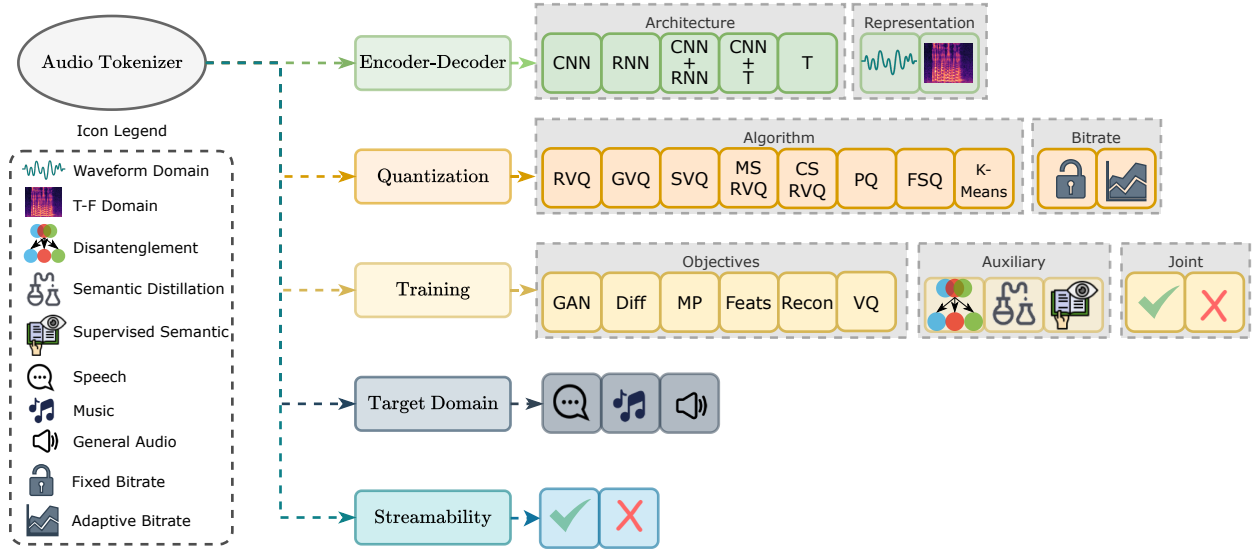 Audio Tokenizer
Icon Legend
Waveform Domain
T-F Domain
Disantenglement
Semantic Distillation
Supervised Semantic
Speech
Music
General Audio
Fixed Bitrate
Adaptive Bitrate
Encoder-Decoder
Architecture
CNN
RNN
CNN
+
RNN
CNN
+
T
T
Representation
Quantization
Algorithm
RVQ
GVQ
SVQ
MS
RVQ
CS
RVQ
PQ
FSQ
K-
Means
Bitrate
Training
Objectives
GAN
Diff
MP
Feats
Recon
VQ
Auxiliary
Joint
Target Domain
Streamability